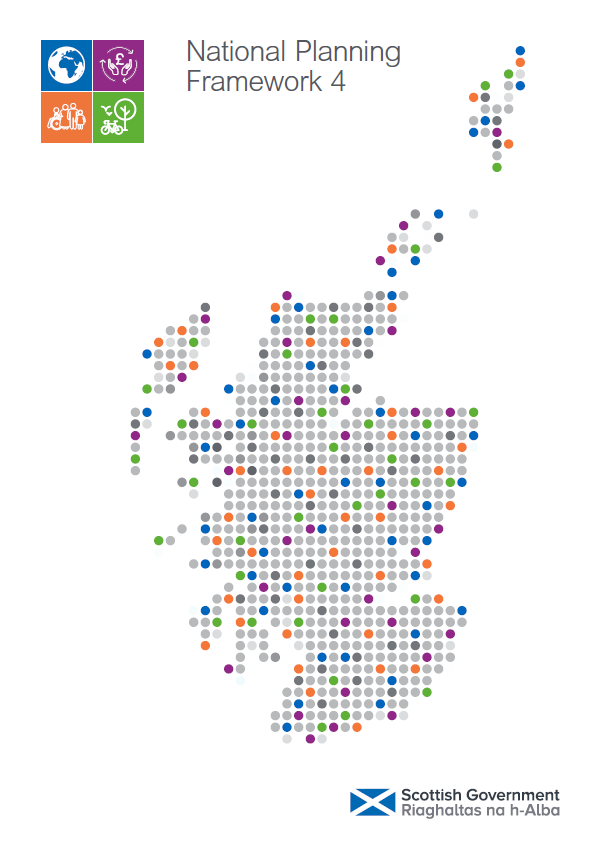 National Planning
Framework 4
£
Scottish Government
Riaghaltas na h-Alba